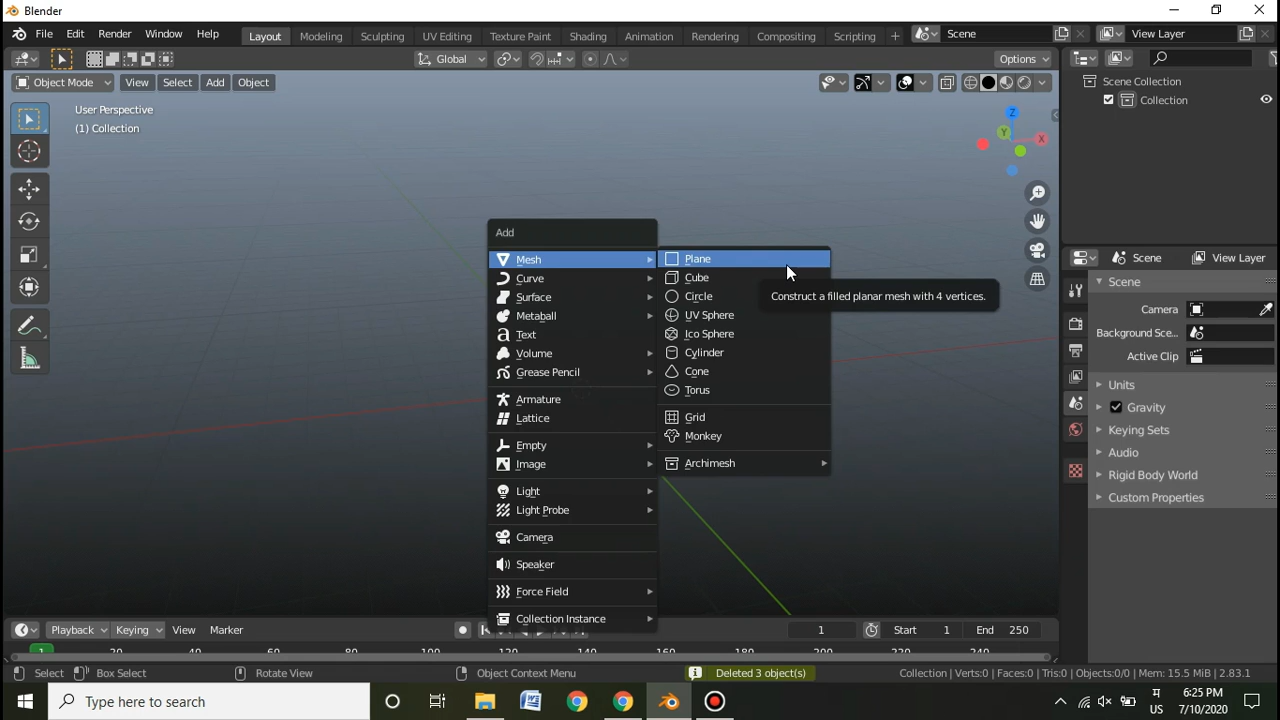 Blender
File Edit Render Window Help Layout Modeling Sculpting UV Editing Texture Paint Shading Animation Rendering Compositing Scripting + Scene View Layer
Global Options
Object Mode View Select Add Object
User Perspective
(1) Collection
Scene Collection
Collection
Z
Y
X
Add
Mesh
Curve
Surface
Metaball
Text
Volume
Grease Pencil
Armature
Lattice
Empty
Image
Light
Light Probe
Camera
Speaker
Force Field
Collection Instance
Plane
Cube
Circle
UV Sphere
Ico Sphere
Cylinder
Cone
Torus
Grid
Monkey
Archimesh
Construct a filled planar mesh with 4 vertices.
Scene View Layer
Scene
Camera
Background Sce...
Active Clip
Units
Gravity
Keying Sets
Audio
Rigid Body World
Custom Properties
Playback Keying View Marker 1 Start 1 End 250
1 20 60 80 100 140 160 200 240
Select Box Select Rotate View Object Context Menu Deleted 3 object(s) Collection | Verts:0 | Faces:0 | Tris:0 | Objects:0/0 | Mem: 15.5 MiB | 2.83.1
Type here to search
य
US
6:25 PM
7/10/2020